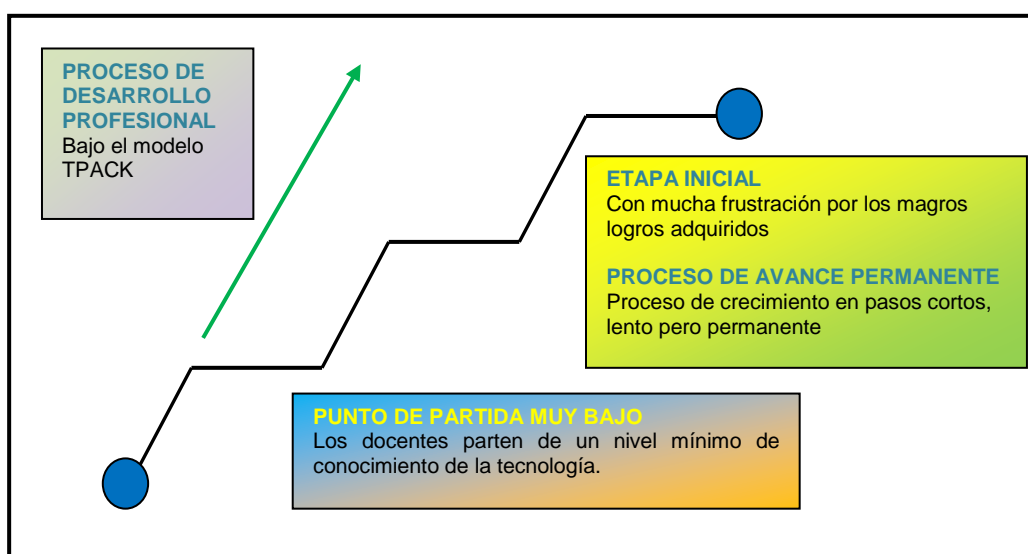 PROCESO DE
DESARROLLO
PROFESIONAL
Bajo el modelo
TPACK
ETAPA INICIAL
Con mucha frustración por los magros
logros adquiridos
PROCESO DE AVANCE PERMANENTE
Proceso de crecimiento en pasos cortos,
lento pero permanente
PUNTO DE PARTIDA MUY BAJO
Los docentes parten de un nivel mínimo de
conocimiento de la tecnología.